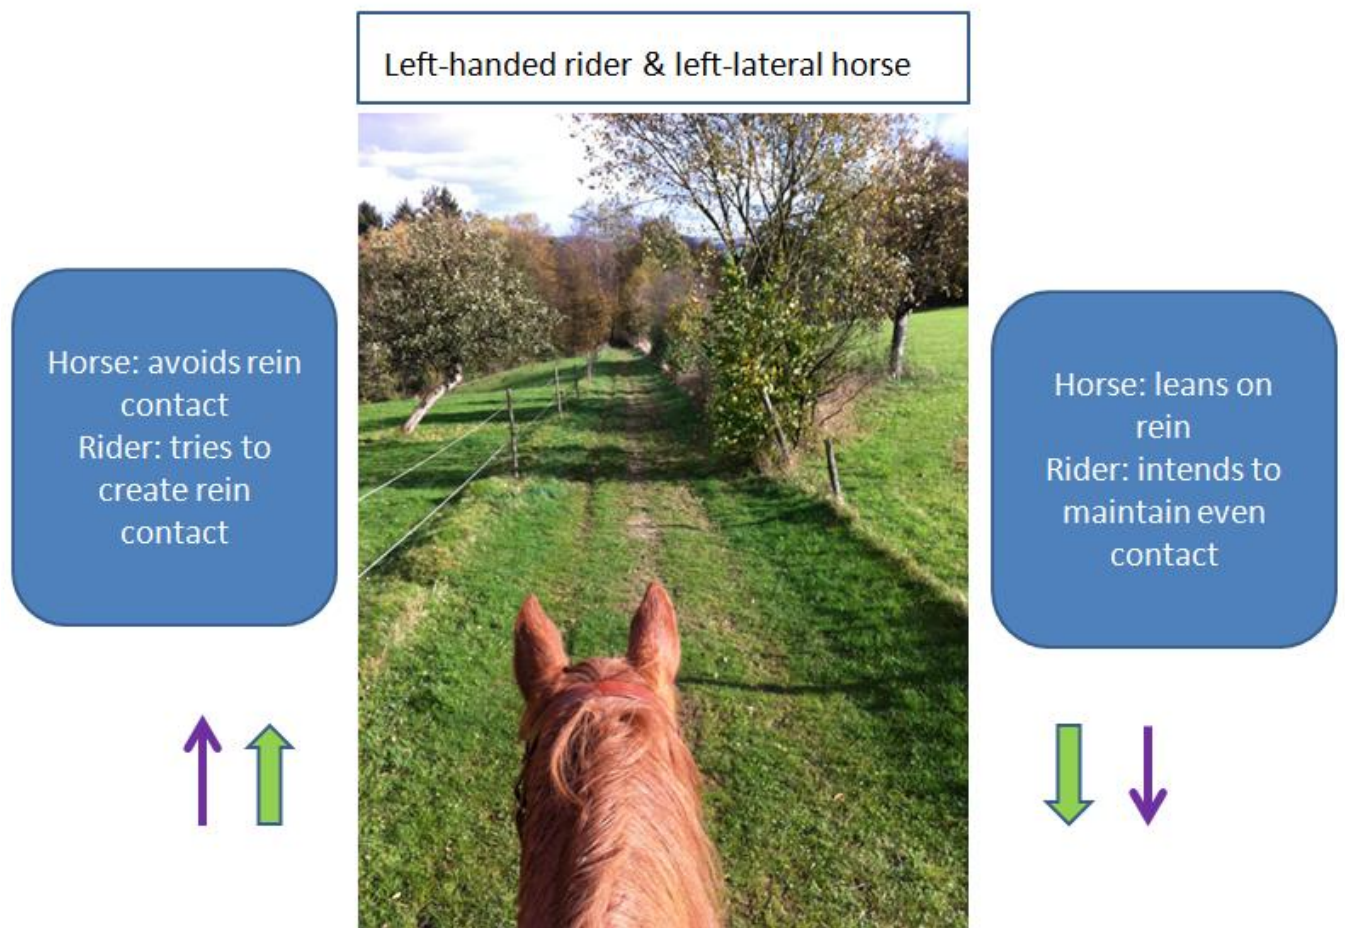 Left-handed rider & left-lateral horse
Horse: avoids rein
contact
Rider: tries to
create rein
contact
Horse: leans on
rein
Rider: intends to
maintain even
contact